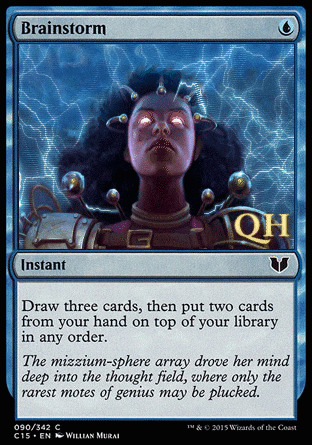 Brainstorm
QH
Instant
Draw three cards, then put two cards
from your hand on top of your library
in any order.
The mizzium-sphere array drove her mind
deep into the thought field, where only the
rarest motes of genius may be plucked.
090/342 C
C15 • EN Willian Murai
™ & © 2015 Wizards of the Coast